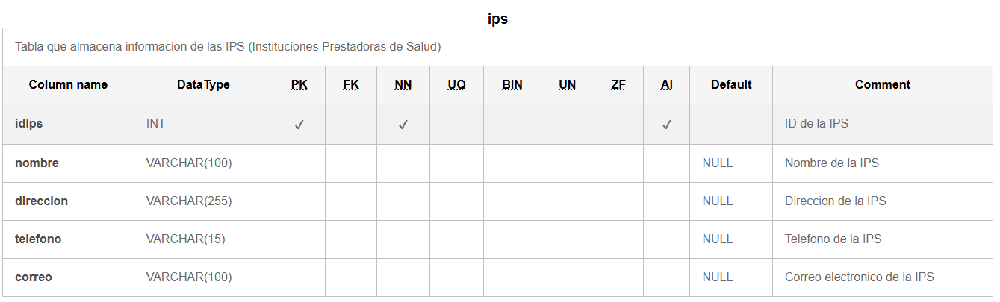 ips
Tabla que almacena informacion de las IPS (Instituciones Prestadoras de Salud)
Column name DataType PK FK NN UQ BIN UN ZF AI Default Comment
idIps INT ✓ ✓ ✓ ID de la IPS
nombre VARCHAR(100) NULL Nombre de la IPS
direccion VARCHAR(255) NULL Direccion de la IPS
telefono VARCHAR(15) NULL Telefono de la IPS
correo VARCHAR(100) NULL Correo electronico de la IPS